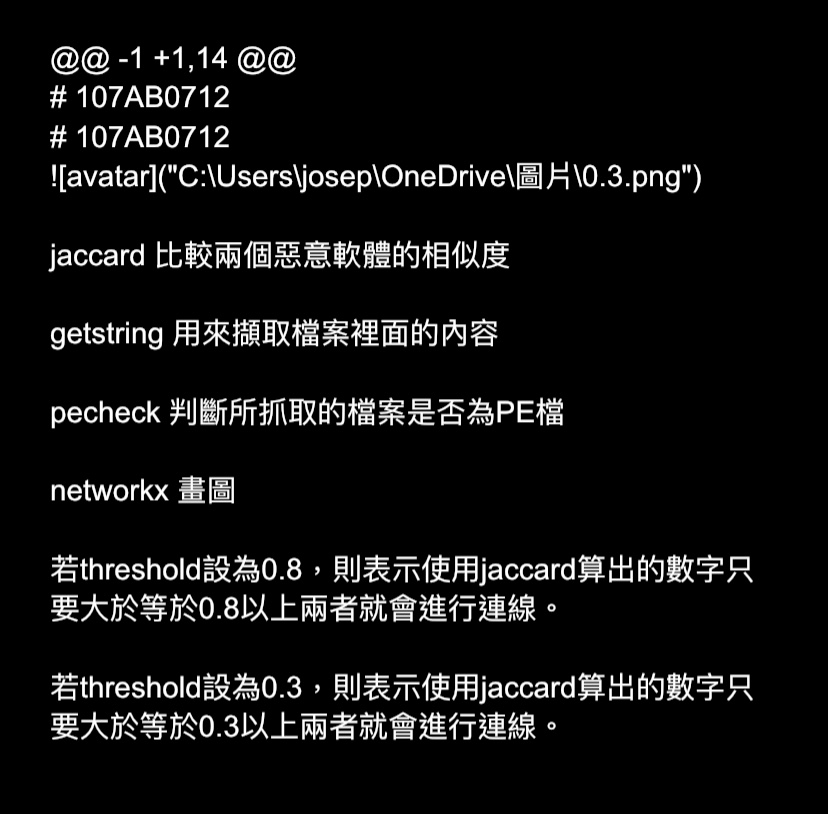 @@ -1 +1,14 @@
# 107AB0712
# 107AB0712
![avatar]("C:\Users\josep\OneDrive\圖片\0.3.png")
jaccard 比較兩個惡意軟體的相似度
getstring 用來擷取檔案裡面的內容
pecheck 判斷所抓取的檔案是否為PE檔
networkx 畫圖
若threshold設為0.8，則表示使用jaccard算出的數字只
要大於等於0.8以上兩者就會進行連線。
若threshold設為0.3，則表示使用jaccard算出的數字只
要大於等於0.3以上兩者就會進行連線。